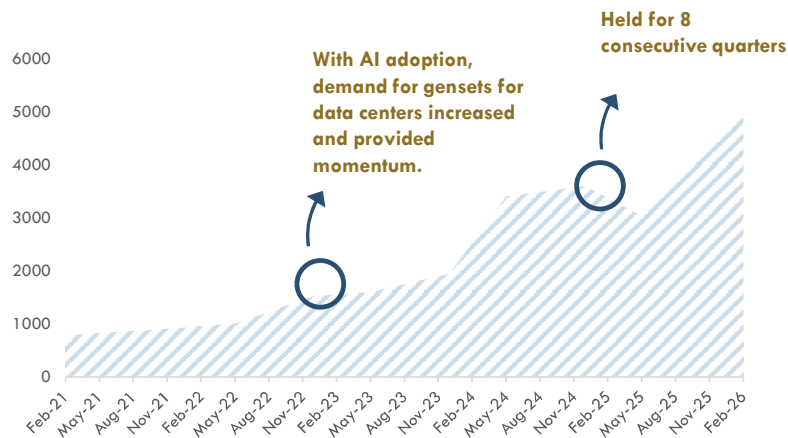 Held for 8
consecutive quarters
With AI adoption,
demand for gensets for
data centers increased
and provided
momentum.
6000
5000
4000
3000
2000
1000
0
Feb-21
May-21
Aug-21
Nov-21
Feb-22
May-22
Aug-22
Nov-22
Feb-23
May-23
Aug-23
Nov-23
Feb-24
May-24
Aug-24
Nov-24
Feb-25
May-25
Aug-25
Nov-25
Feb-26